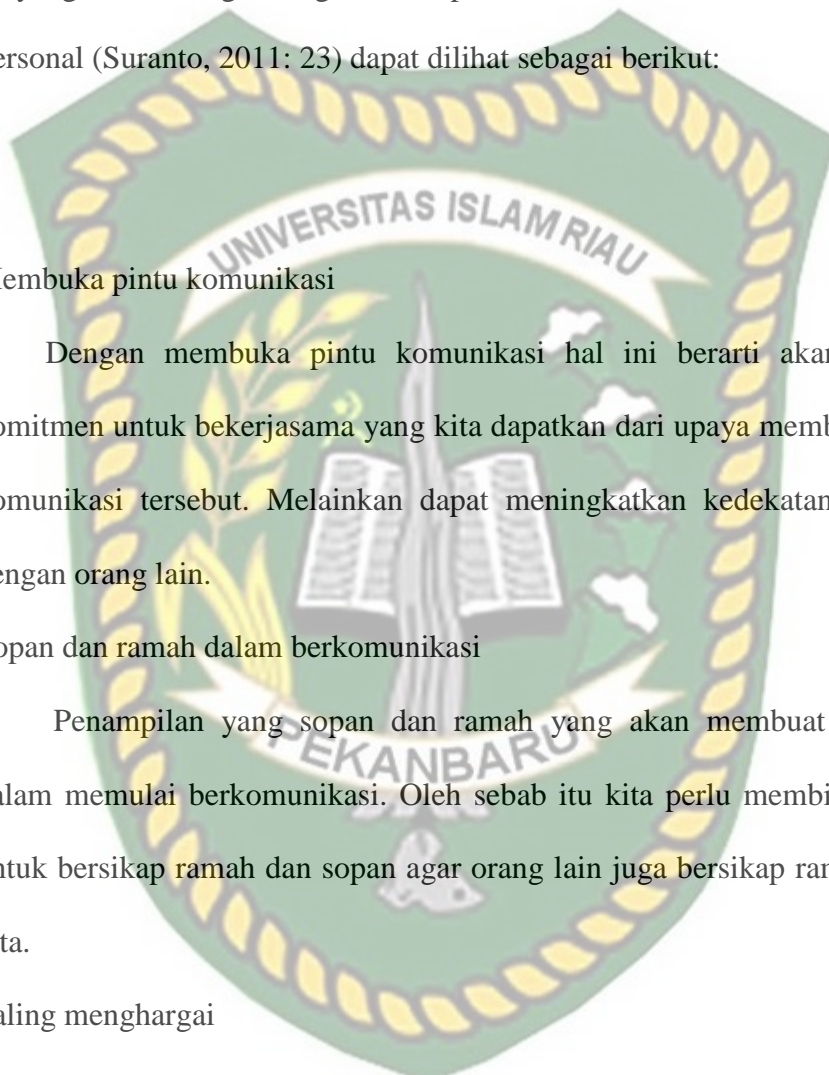 ersonal (Suranto, 2011: 23) dapat dilihat sebagai berikut:
UNIVERSITAS ISLAM RIAU
embuka pintu komunikasi
Dengan membuka pintu komunikasi hal ini berarti akan
omitmen untuk bekerjasama yang kita dapatkan dari upaya memb
omunikasi tersebut. Melainkan dapat meningkatkan kedekatan
engan orang lain.
opan dan ramah dalam berkomunikasi
Penampilan yang sopan dan ramah yang akan membuat
PEKANBARU
alam memulai berkomunikasi. Oleh sebab itu kita perlu membi
ntuk bersikap ramah dan sopan agar orang lain juga bersikap ran
ta.
aling menghargai